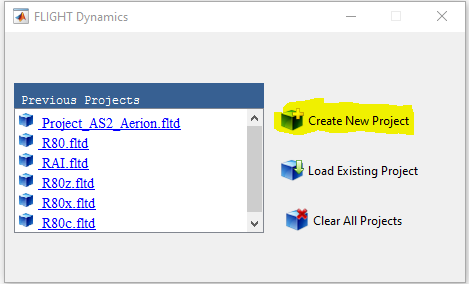 FLIGHT Dynamics
Previous Projects
Project_AS2_Aerion.fltd
R80.fltd
RAI.fltd
R80z.fltd
R80x.fltd
R80c.fltd
Create New Project
Load Existing Project
Clear All Projects